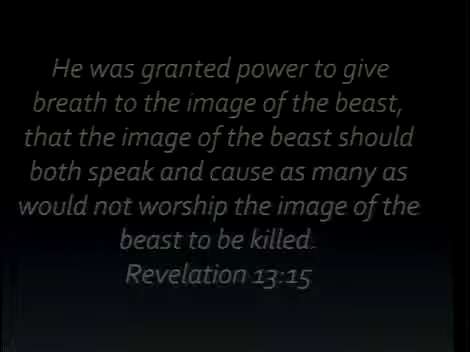 He was granted power to give
breath to the image of the beast,
that the image of the beast should
both speak and cause as many as
would not worship the image of the
beast to be killed.
Revelation 13:15